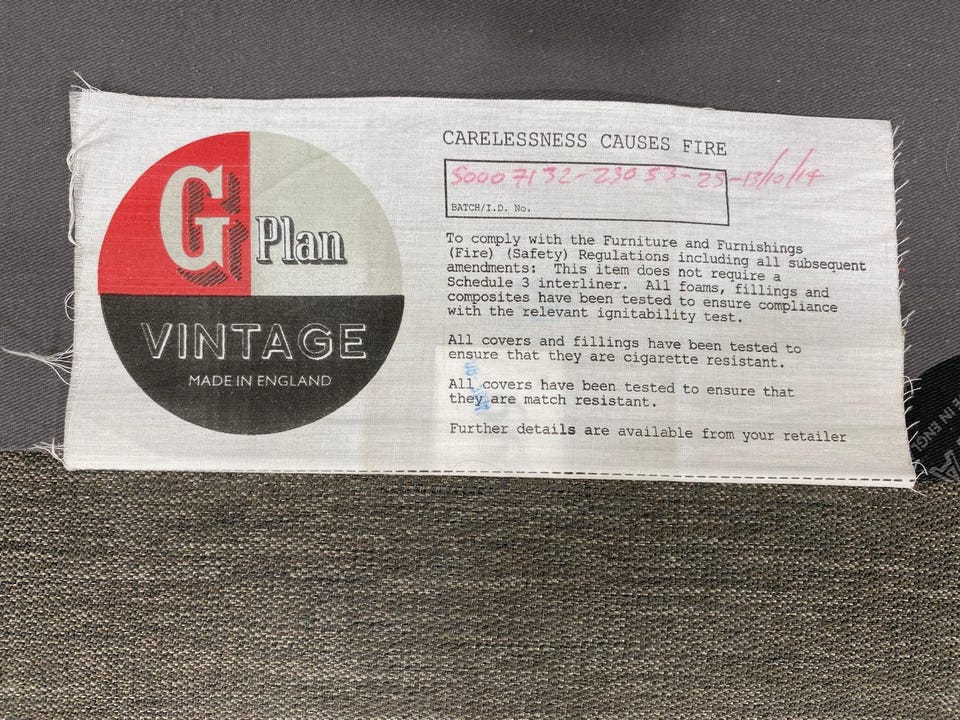 G Plan
VINTAGE
MADE IN ENGLAND
CARELESSNESS CAUSES FIRE
S0007132-23053-25-13/10/14
BATCH/I.D. No.
To comply with the Furniture and Furnishings
(Fire) (Safety) Regulations including all subsequent
amendments: This item does not require a
Schedule 3 interliner. All foams, fillings and
composites have been tested to ensure compliance
with the relevant ignitability test.
All covers and fillings have been tested to
ensure that they are cigarette resistant.
All covers have been tested to ensure that
they are match resistant.
Further details are available from your retailer